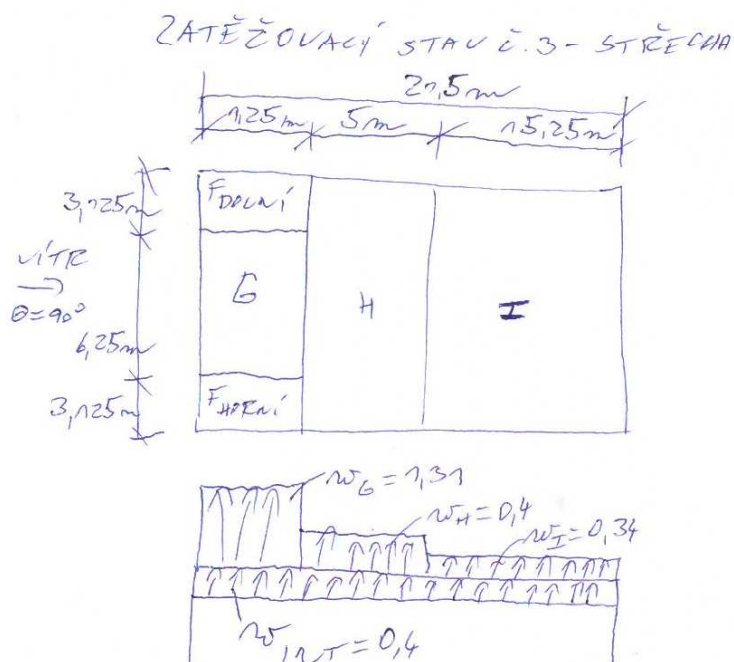 ZATĚŽOVACÍ STAV č.3 - STŘECHA
21,5m
1,25m 5m 15,25m
3,125m
F DOLNÍ
VÍTR
θ=90°
G
H
I
6,25m
3,125m
F HORNÍ
w G = 1,31
w H = 0,4
w I = 0,34
w INT = 0,4